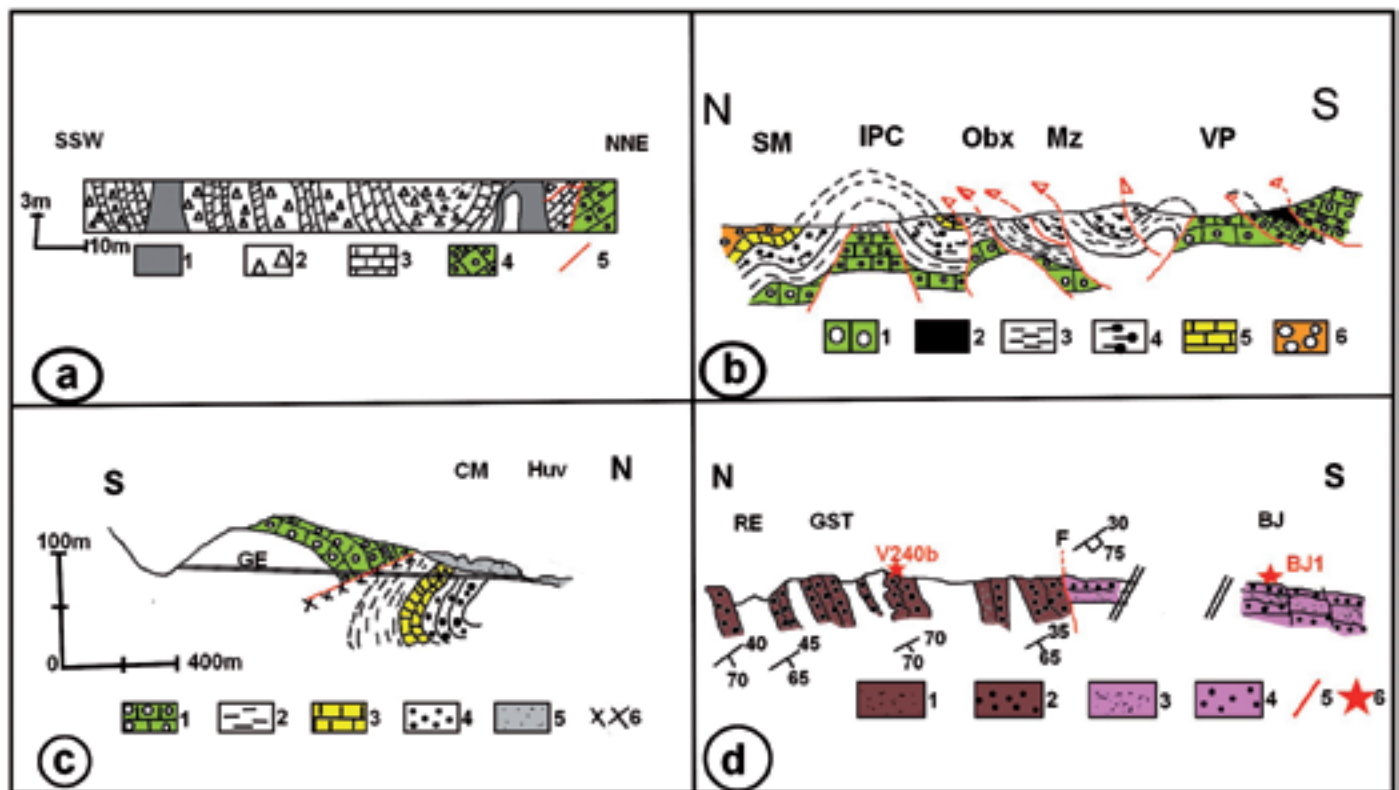 SSW NNE
3m
10m
1 2 3 4 5
a
N S
SM IPC Obx Mz VP
1 2 3 4 5 6
b
S CM Huv N
100m
GE
0 400m
1 2 3 4 5 6
c
N S
RE GST F 30 BJ
V240b 75 BJ1
40 45 70 35
70 65 70 65
1 2 3 4 5 6
d